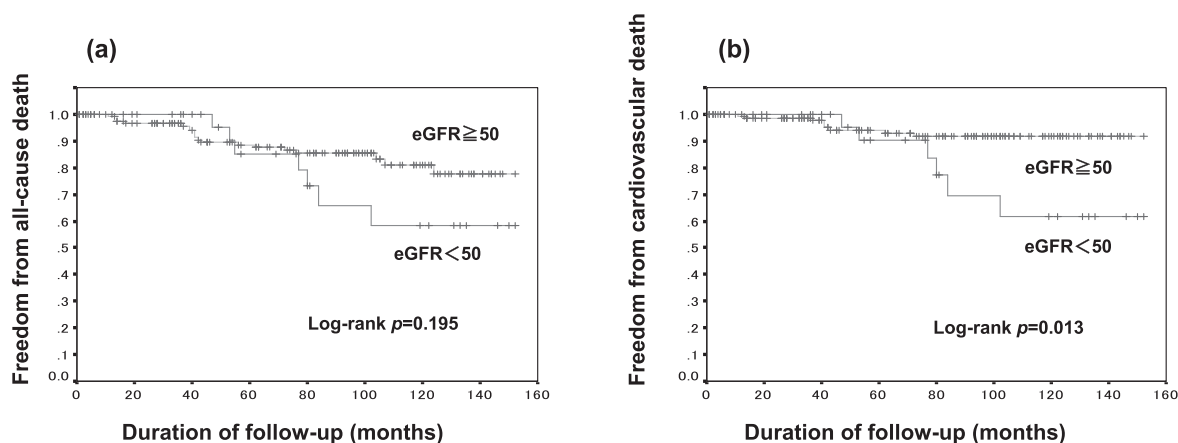 (a)
Freedom from all-cause death
1.0
.9
.8
.7
.6
.5
.4
.3
.2
.1
0.0
eGFR≧50
eGFR<50
Log-rank p=0.195
0 20 40 60 80 100 120 140 160
Duration of follow-up (months)
(b)
Freedom from cardiovascular death
1.0
.9
.8
.7
.6
.5
.4
.3
.2
.1
0.0
eGFR≧50
eGFR<50
Log-rank p=0.013
0 20 40 60 80 100 120 140 160
Duration of follow-up (months)